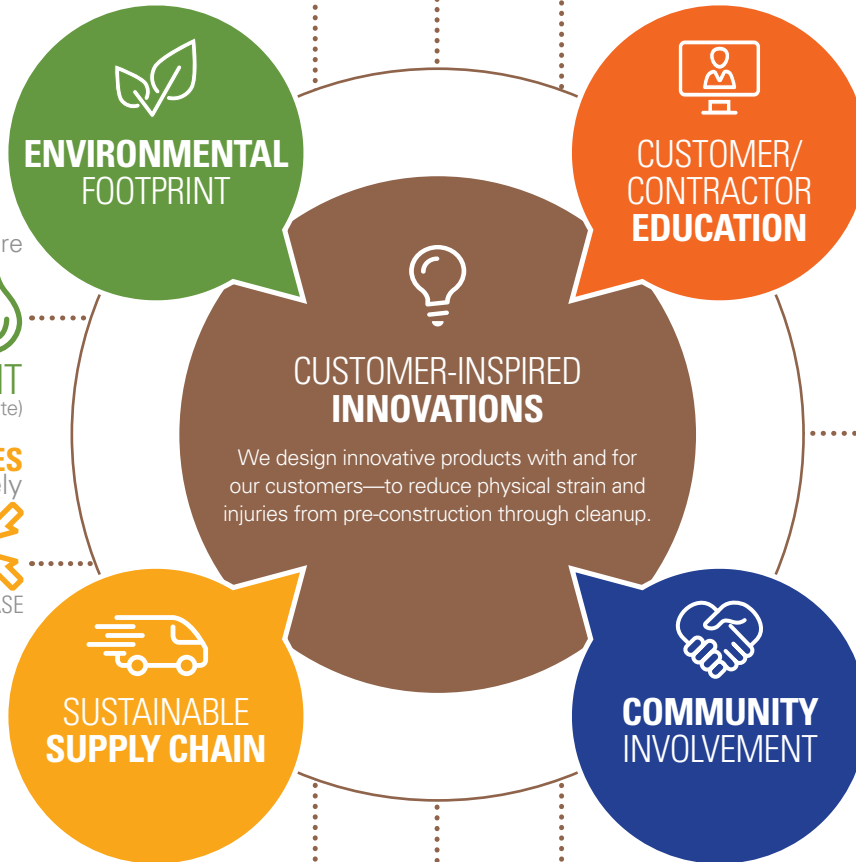 ENVIRONMENTAL
FOOTPRINT
CUSTOMER/
CONTRACTOR
EDUCATION
CUSTOMER-INSPIRED
INNOVATIONS
We design innovative products with and for
our customers—to reduce physical strain and
injuries from pre-construction through cleanup.
SUSTAINABLE
SUPPLY CHAIN
COMMUNITY
INVOLVEMENT